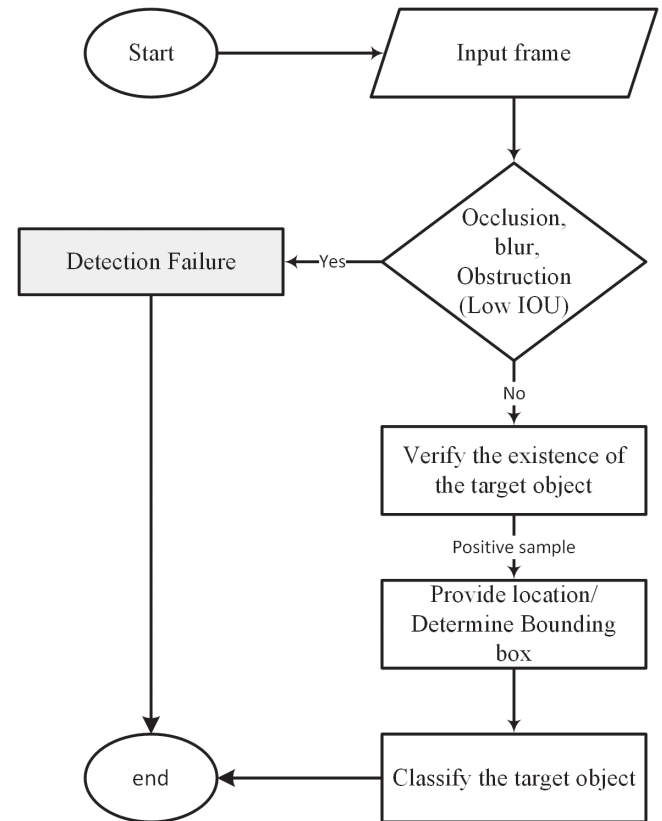 Start
Input frame
Occlusion,
blur,
Obstruction
(Low IOU)
Yes
Detection Failure
No
Verify the existence of
the target object
Positive sample
Provide location/
Determine Bounding
box
Classify the target object
end